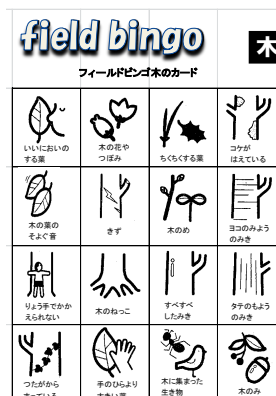 field bingo
木
フィールドビンゴ木のカード
いいにおいの
する葉
木の花や
つぼみ
ちくちくする葉
コケが
はえている
木の葉の
そよぐ音
きず
木のめ
ヨコのみよう
のみき
りょう手でかか
えられない
木のねっこ
すべすべ
したみき
タテのもよう
のみき
つたがから
手のひらより
木に集まった
生き物
木のみ